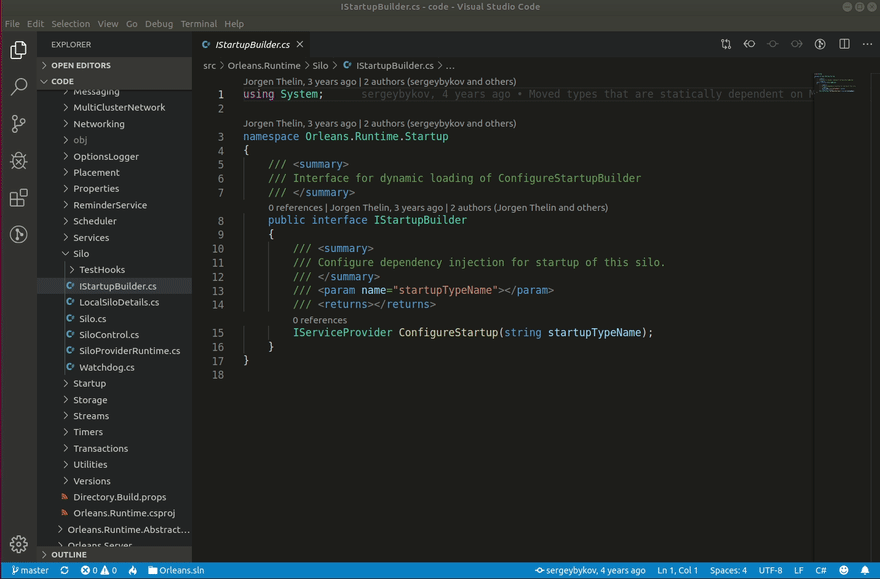 IStartupBuilder.cs - code - Visual Studio Code
File Edit Selection View Go Debug Terminal Help
EXPLORER
OPEN EDITORS
CODE
Messaging
MultiClusterNetwork
Networking
obj
OptionsLogger
Placement
Properties
ReminderService
Scheduler
Services
Silo
TestHooks
IStartupBuilder.cs
LocalSiloDetails.cs
Silo.cs
SiloControl.cs
SiloProviderRuntime.cs
Watchdog.cs
Startup
Storage
Streams
Timers
Transactions
Utilities
Versions
Directory.Build.props
Orleans.Runtime.csproj
Orleans.Runtime.Abstract...
Orleans.Server
OUTLINE
IStartupBuilder.cs
src > Orleans.Runtime > Silo > IStartupBuilder.cs > ...
Jorgen Thelin, 3 years ago | 2 authors (sergeybykov and others)
1 using System; sergeybykov, 4 years ago • Moved types that are statically dependent on M
2
Jorgen Thelin, 3 years ago | 2 authors (sergeybykov and others)
3 namespace Orleans.Runtime.Startup
4 {
5 /// <summary>
6 /// Interface for dynamic loading of ConfigureStartupBuilder
7 /// </summary>
0 references | Jorgen Thelin, 3 years ago | 2 authors (Jorgen Thelin and others)
8 public interface IStartupBuilder
9 {
10 /// <summary>
11 /// Configure dependency injection for startup of this silo.
12 /// </summary>
13 /// <param name="startupTypeName"></param>
14 /// <returns></returns>
0 references
15 IServiceProvider ConfigureStartup(string startupTypeName);
16 }
17 }
18
master 0 0 Orleans.sln sergeybykov, 4 years ago Ln 1, Col 1 Spaces: 4 UTF-8 LF C#